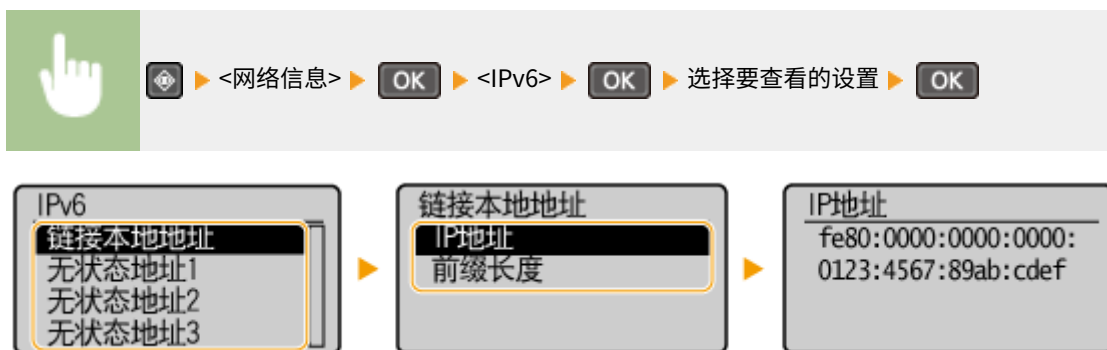 <网络信息> OK <IPv6> OK 选择要查看的设置 OK
IPv6
链接本地地址
无状态地址1
无状态地址2
无状态地址3
链接本地地址
IP地址
前缀长度
IP地址
fe80:0000:0000:0000:
0123:4567:89ab:cdef